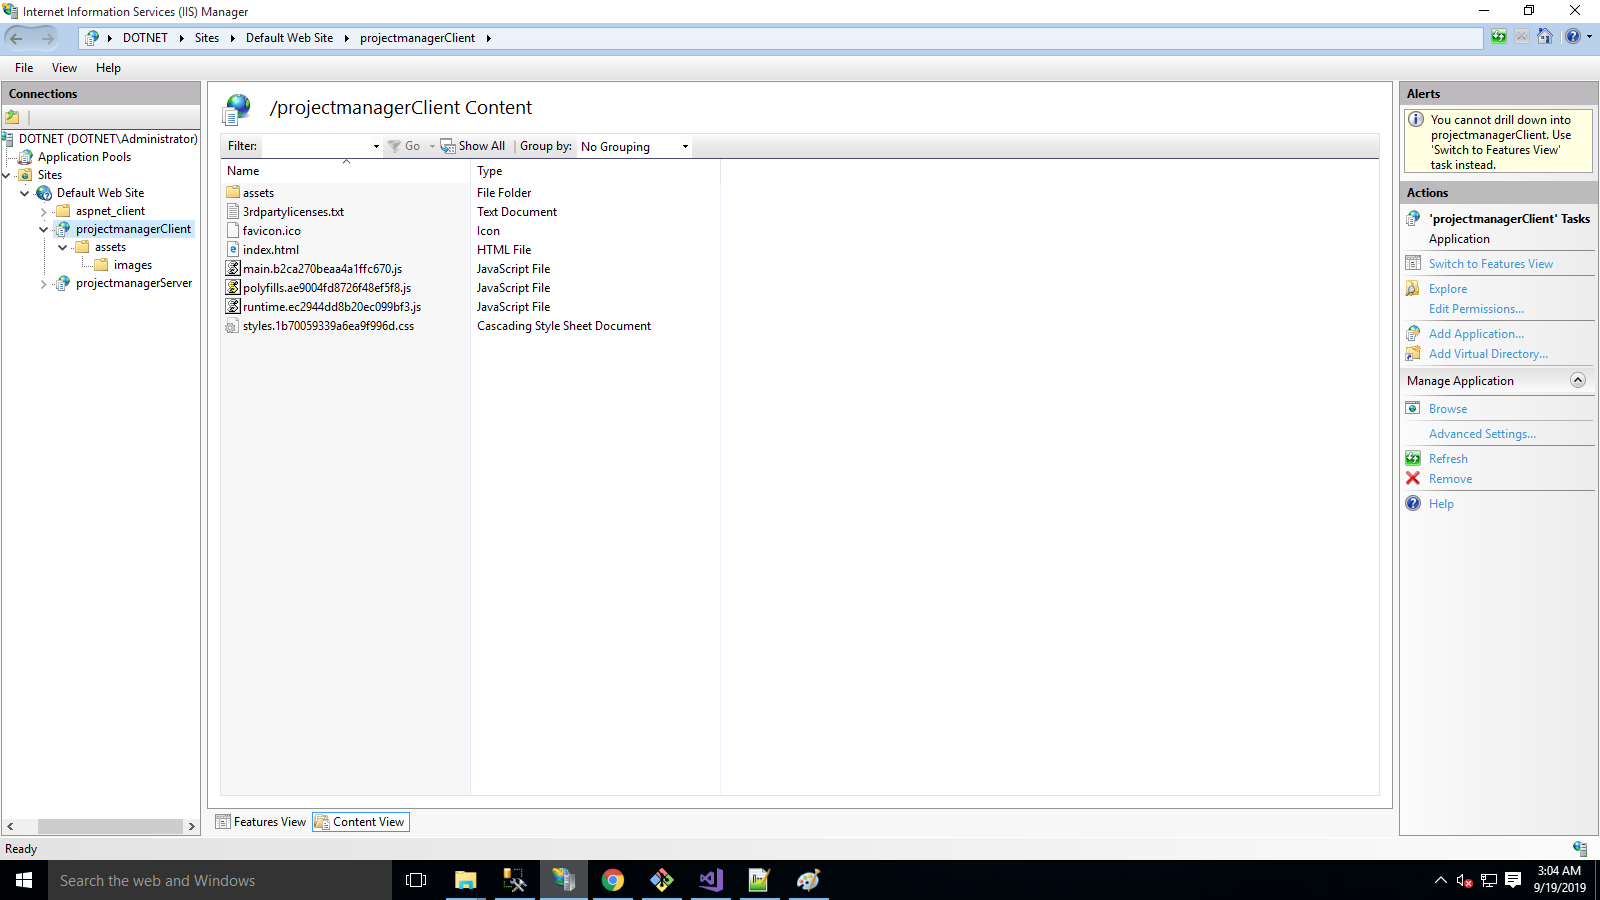 Internet Information Services (IIS) Manager
DOTNET
Sites
Default Web Site
projectmanagerClient
File
View
Help
Connections
DOTNET (DOTNET\Administrator)
Application Pools
Sites
Default Web Site
aspnet_client
projectmanagerClient
assets
images
projectmanagerServer
/projectmanagerClient Content
Filter:
Go
Show All
Group by:
No Grouping
Name
Type
assets
File Folder
3rdpartylicenses.txt
Text Document
favicon.ico
Icon
index.html
HTML File
main.b2ca270beaa4a1ffc670.js
JavaScript File
polyfills.ae9004fd8726f48ef5f8.js
JavaScript File
runtime.ec2944dd8b20ec099bf3.js
JavaScript File
styles.1b70059339a6ea9f996d.css
Cascading Style Sheet Document
Features View
Content View
Alerts
You cannot drill down into
projectmanagerClient. Use
'Switch to Features View'
task instead.
Actions
'projectmanagerClient' Tasks
Application
Switch to Features View
Explore
Edit Permissions...
Add Application...
Add Virtual Directory...
Manage Application
Browse
Advanced Settings...
Refresh
Remove
Help
Ready
Search the web and Windows
3:04 AM
9/19/2019